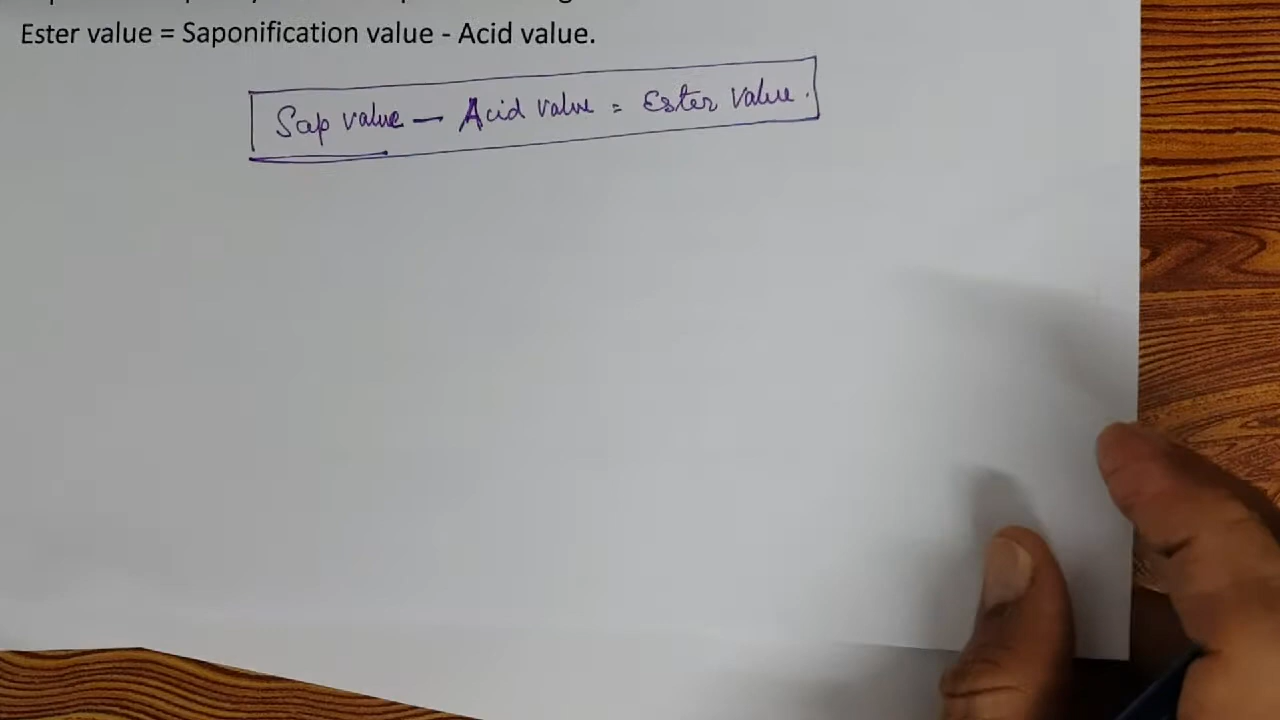 Ester value = Saponification value - Acid value.
Sap value — Acid value = Ester value.